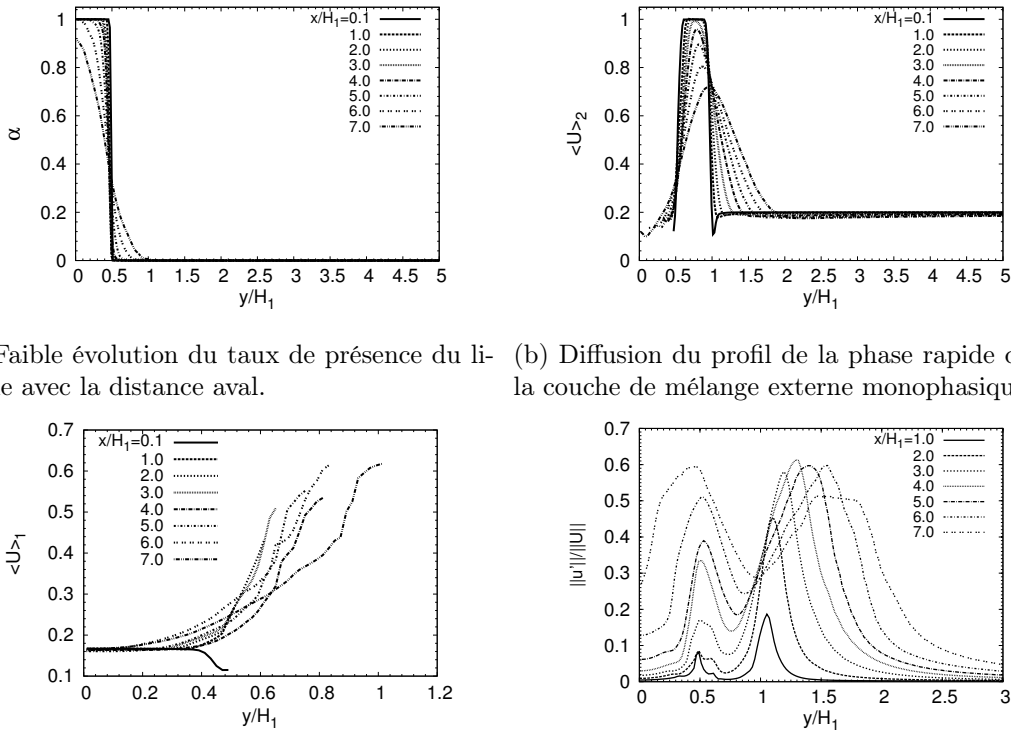 1
0.8
0.6
0.4
0.2
0
α
0 0.5 1 1.5 2 2.5 3 3.5 4 4.5 5
y/H1
x/H1=0.1
1.0
2.0
3.0
4.0
5.0
6.0
7.0
1
0.8
0.6
0.4
0.2
0
<U>2
0 0.5 1 1.5 2 2.5 3 3.5 4 4.5 5
y/H1
x/H1=0.1
1.0
2.0
3.0
4.0
5.0
6.0
7.0
Faible évolution du taux de présence du li-
e avec la distance aval.
(b) Diffusion du profil de la phase rapide d
la couche de mélange externe monophasiqu
0.7
0.6
0.5
0.4
0.3
0.2
0.1
<U>1
0 0.2 0.4 0.6 0.8 1 1.2
y/H1
x/H1=0.1
1.0
2.0
3.0
4.0
5.0
6.0
7.0
0.7
0.6
0.5
0.4
0.3
0.2
0.1
0
||u'||/||U||
0 0.5 1 1.5 2 2.5 3
y/H1
x/H1=1.0
2.0
3.0
4.0
5.0
6.0
7.0